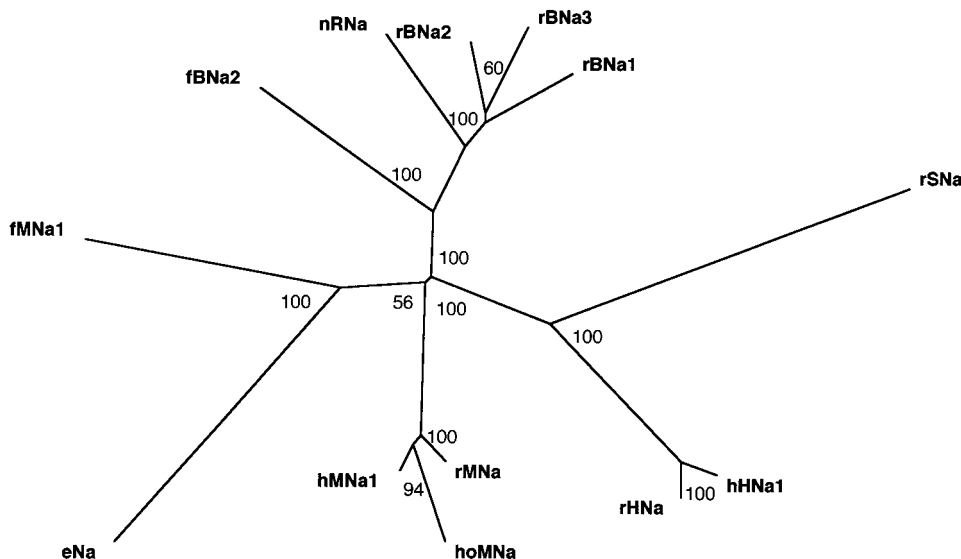 rBNa3
nRNa
rBNa2
rBNa1
60
fBNa2
100
100
rSNa
fMNa1
100
100
56
100
100
100
rMNa
hMNa1
94
hHNa1
100
rHNa
eNa
hoMNa